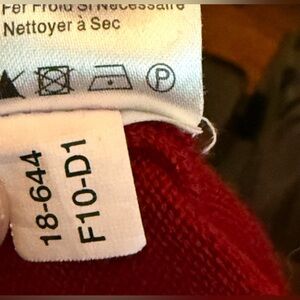 Fer Froid Si Nécessaire
Nettoyer à Sec
P
18-644
F10-D1